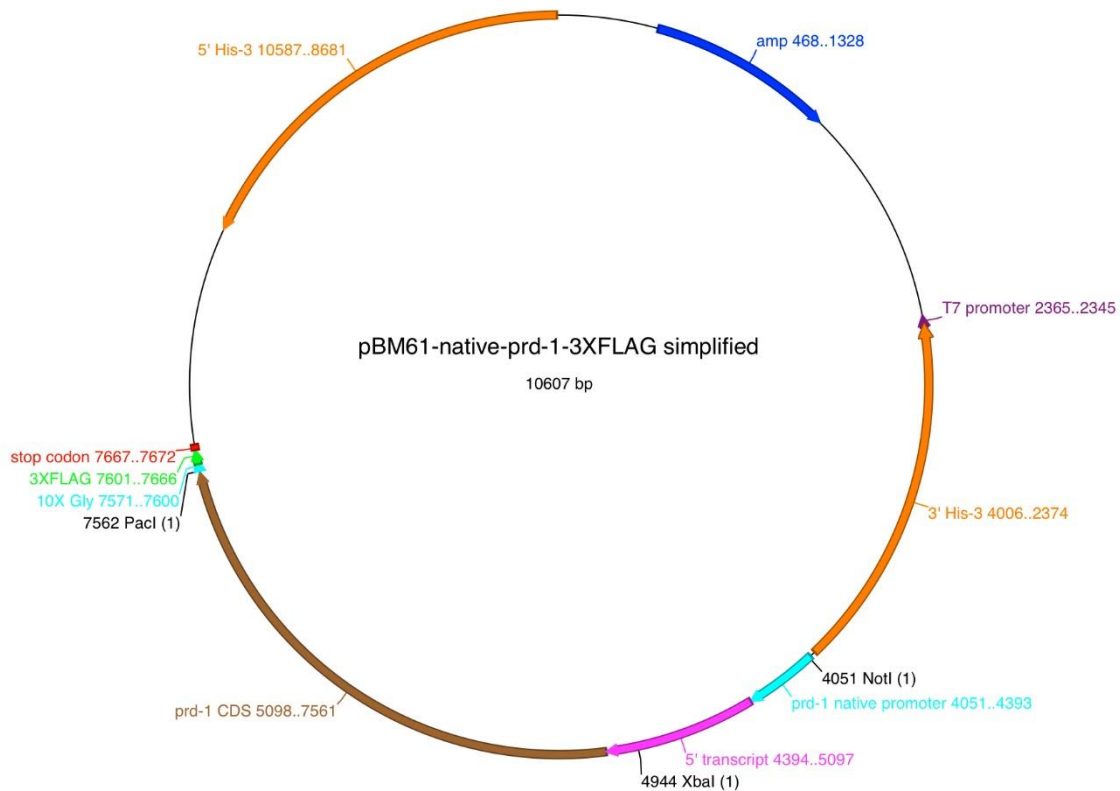 5' His-3 10587..8681
amp 468..1328
T7 promoter 2365..2345
pBM61-native-prd-1-3XFLAG simplified
10607 bp
stop codon 7667..7672
3XFLAG 7601..7666
10X Gly 7571..7600
7562 PacI (1)
3' His-3 4006..2374
4051 NotI (1)
prd-1 native promoter 4051..4393
prd-1 CDS 5098..7561
5' transcript 4394..5097
4944 XbaI (1)